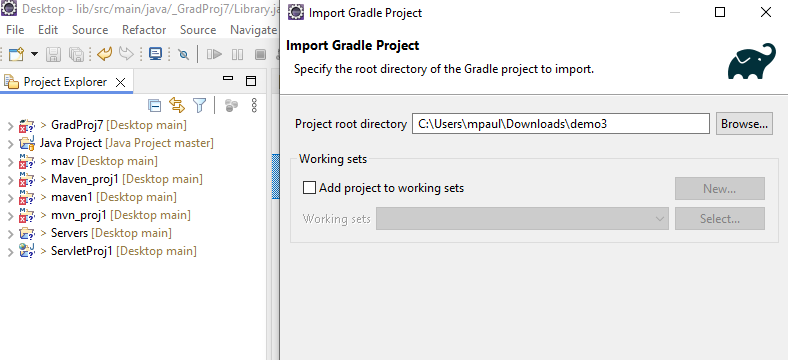 Desktop - lib/src/main/java/_GradProj7/Library.ja
File Edit Source Refactor Source Navigate
Project Explorer
> GradProj7 [Desktop main]
Java Project [Java Project master]
> mav [Desktop main]
> Maven_proj1 [Desktop main]
> maven1 [Desktop main]
> mvn_proj1 [Desktop main]
> Servers [Desktop main]
> ServletProj1 [Desktop main]
Import Gradle Project
Import Gradle Project
Specify the root directory of the Gradle project to import.
Project root directory C:\Users\mpaul\Downloads\demo3 Browse...
Working sets
Add project to working sets New...
Working sets Select...